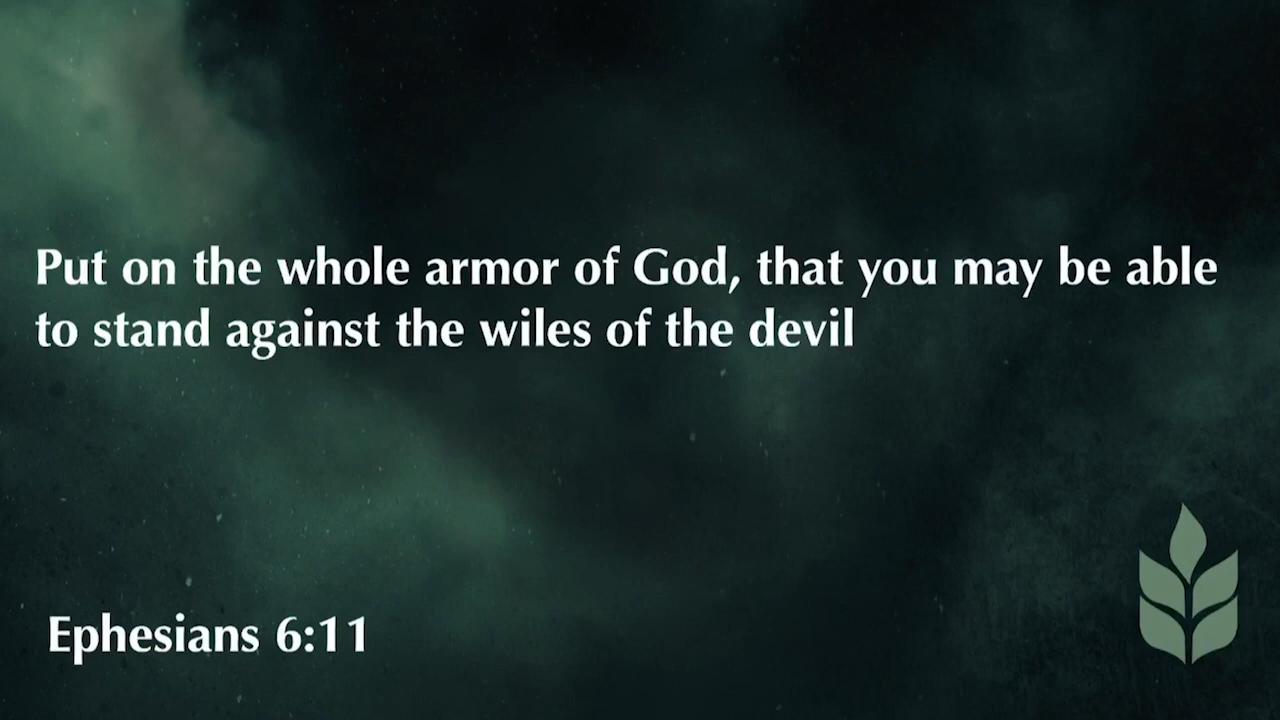 Put on the whole armor of God, that you may be able
to stand against the wiles of the devil
Ephesians 6:11